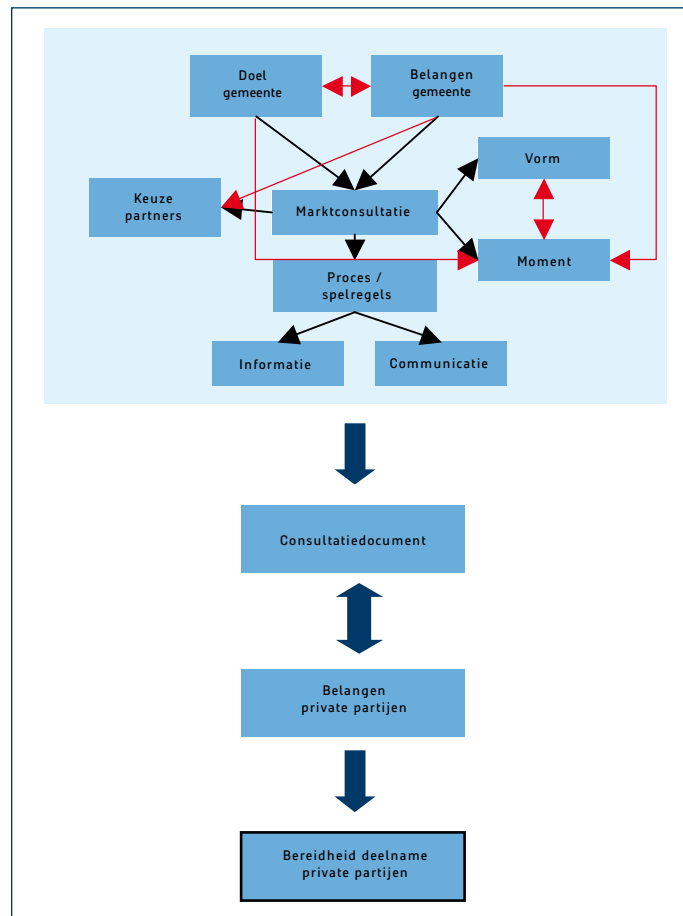 Doel
gemeente
Belangen
gemeente
Vorm
Keuze
partners
Marktconsultatie
Moment
Proces /
spelregels
Informatie
Communicatie
Consultatiedocument
Belangen
private partijen
Bereidheid deelname
private partijen